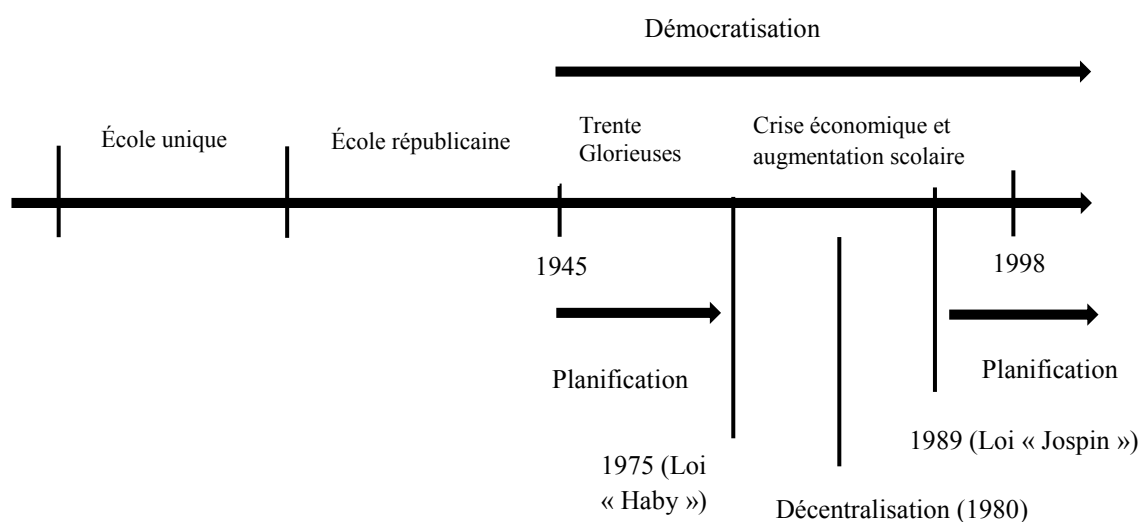 Démocratisation
École unique
École républicaine
Trente
Glorieuses
Crise économique et
augmentation scolaire
1945
1998
Planification
Planification
1975 (Loi
« Haby »)
1989 (Loi « Jospin »)
Décentralisation (1980)